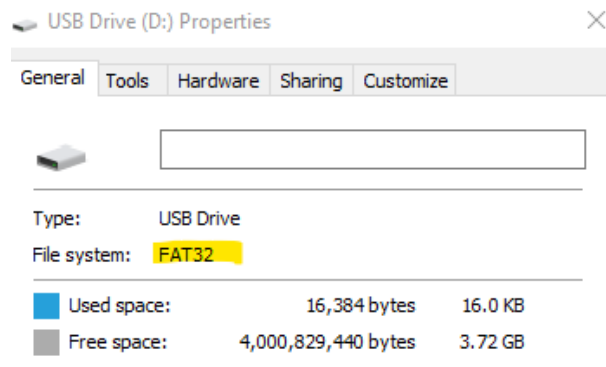 USB Drive (D:) Properties
General Tools Hardware Sharing Customize
Type: USB Drive
File system: FAT32
Used space: 16,384 bytes 16.0 KB
Free space: 4,000,829,440 bytes 3.72 GB